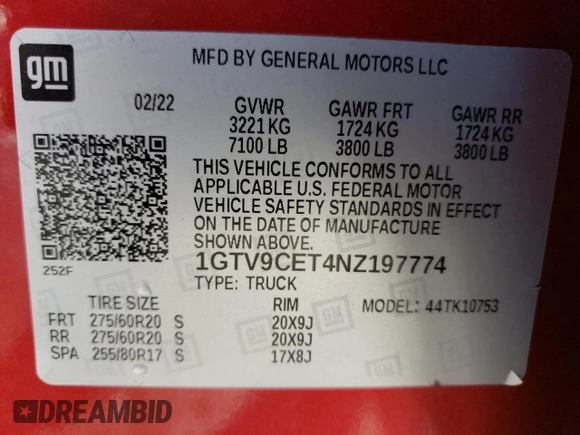 gm
MFD BY GENERAL MOTORS LLC
02/22 GVWR GAWR FRT GAWR RR
3221 KG 1724 KG 1724 KG
7100 LB 3800 LB 3800 LB
THIS VEHICLE CONFORMS TO ALL
APPLICABLE U.S. FEDERAL MOTOR
VEHICLE SAFETY STANDARDS IN EFFECT
ON THE DATE OF MANUFACTURE
SHOWN ABOVE.
252F
1GTV9CET4NZ197774
TYPE: TRUCK
TIRE SIZE RIM MODEL: 44TK10753
FRT 275/60R20 S 20X9J
RR 275/60R20 S 20X9J
SPA 255/80R17 S 17X8J
DREAMBID